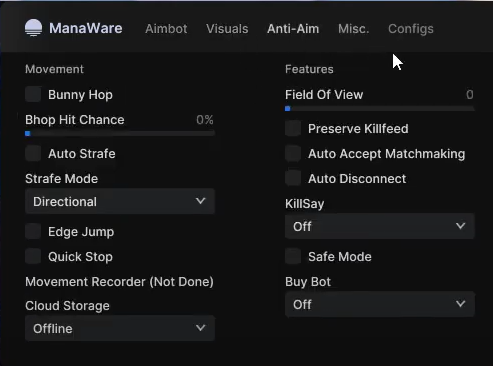 ManaWare Aimbot Visuals Anti-Aim Misc. Configs
Movement
Bunny Hop
Bhop Hit Chance 0%
Auto Strafe
Strafe Mode
Directional
Edge Jump
Quick Stop
Movement Recorder (Not Done)
Cloud Storage
Offline
Features
Field Of View 0
Preserve Killfeed
Auto Accept Matchmaking
Auto Disconnect
KillSay
Off
Safe Mode
Buy Bot
Off